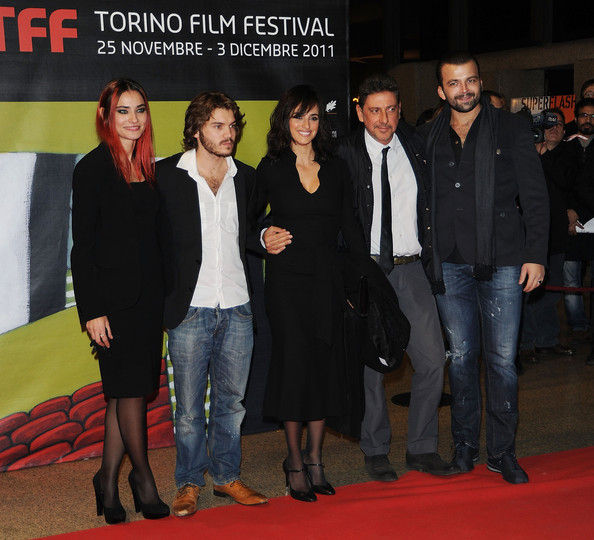 TFF
TORINO FILM FESTIVAL
25 NOVEMBRE - 3 DICEMBRE 2011
SUPERFLASH